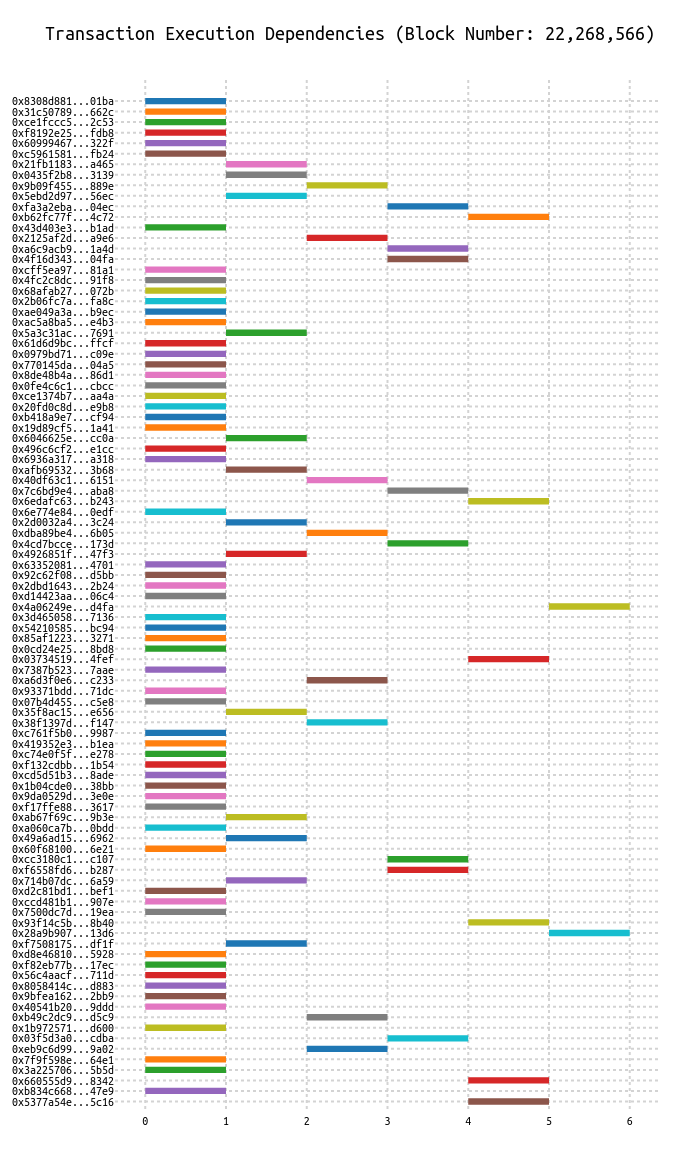 Transaction Execution Dependencies (Block Number: 22,268,566)
0x8308d881...01ba
0x31c50789...662c
0xce1fccc5...2c53
0xf8192e25...fdb8
0x60999467...322f
0xc5961581...fb24
0x21fb1183...a465
0x0435f2b8...3139
0x9b09f455...889e
0x5ebd2d97...56ec
0xfa3a2eba...04ec
0xb62fc77f...4c72
0x43d403e3...b1ad
0x2125af2d...a9e6
0xa6c9acb9...1a4d
0x4f16d343...04fa
0xcff5ea97...81a1
0x4fc2c8dc...91f8
0x68afab27...072b
0x2b06fc7a...fa8c
0xae049a3a...b9ec
0xac5a8ba5...e4b3
0x5a3c31ac...7691
0x61d6d9bc...ffcf
0x0979bd71...c09e
0x770145da...04a5
0x8de48b4a...86d1
0x0fe4c6c1...cbcc
0xce1374b7...aa4a
0x20fd0c8d...e9b8
0xb418a9e7...cf94
0x19d89cf5...1a41
0x6046625e...cc0a
0x496c6cf2...e1cc
0x6936a317...a318
0xafb69532...3b68
0x40df63c1...6151
0x7c6bd9e4...aba8
0x6edafc63...b243
0x6e774e84...0edf
0x2d0032a4...3c24
0xdba89be4...6b05
0x4cd7bcce...173d
0x4926851f...47f3
0x63352081...4701
0x92c62f08...d5bb
0x2dbd1643...2b24
0xd14423aa...06c4
0x4a06249e...d4fa
0x3d465058...7136
0x54210585...bc94
0x85af1223...3271
0x0cd24e25...8bd8
0x03734519...4fef
0x7387b523...7aae
0xa6d3f0e6...c233
0x93371bdd...71dc
0x07b4d455...c5e8
0x35f8ac15...e656
0x38f1397d...f147
0xc761f5b0...9987
0x419352e3...b1ea
0xc74e0f5f...e278
0xf132cdbb...1b54
0xcd5d51b3...8ade
0x1b04cde0...38bb
0x9da0529d...3e0e
0xf17ffe88...3617
0xab67f69c...9b3e
0xa060ca7b...0bdd
0x49a6ad15...6962
0x60f68100...6e21
0xcc3180c1...c107
0xf6558fd6...b287
0x714b07dc...6a59
0xd2c81bd1...bef1
0xccd481b1...907e
0x7500dc7d...19ea
0x93f14c5b...8b40
0x28a9b907...13d6
0xf7508175...df1f
0xd8e46810...5928
0xf82eb77b...17ec
0x56c4aacf...711d
0x8058414c...d883
0x9bfea162...2bb9
0x40541b20...9ddd
0xb49c2dc9...d5c9
0x1b972571...d600
0x03f5d3a0...cdba
0xeb9c6d99...9a02
0x7f9f598e...64e1
0x3a225706...5b5d
0x660555d9...8342
0xb834c668...47e9
0x5377a54e...5c16
0 1 2 3 4 5 6